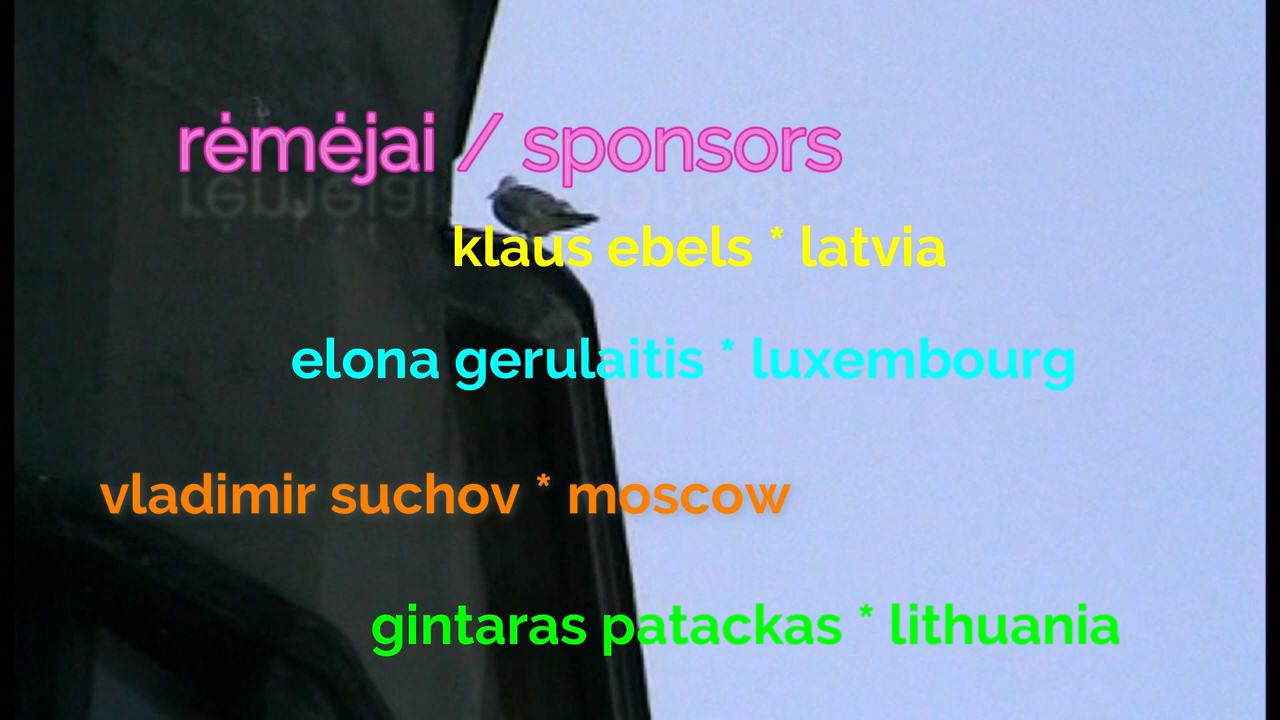 rėmėjai / sponsors
klaus ebels * latvia
elona gerulaitis * luxembourg
vladimir suchov * moscow
gintaras patackas * lithuania